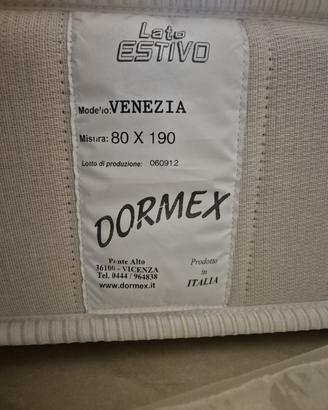 Lato
ESTIVO
Modello: VENEZIA
Misura: 80 X 190
Lotto di produzione: 060912
DORMEX
Ponte Alto
36100 - VICENZA
Tel. 0444 / 964838
www.dormex.it
Prodotto
in
ITALIA